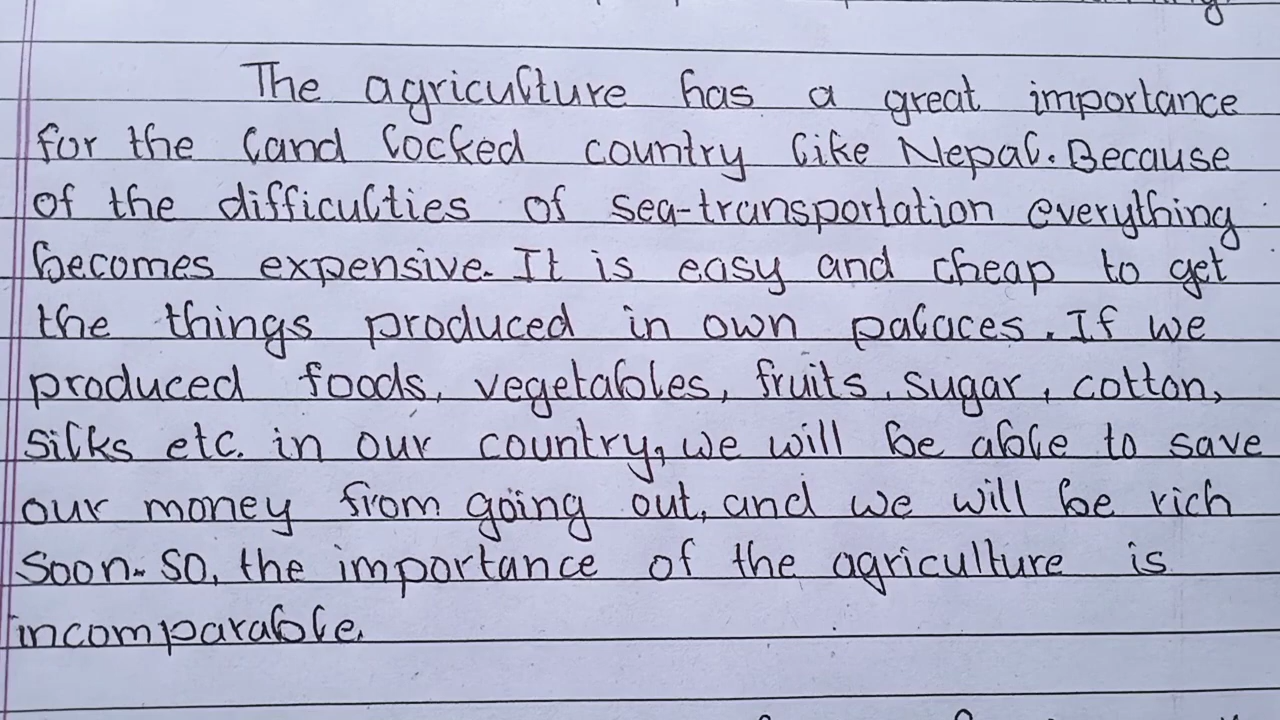 The agriculture has a great importance
for the land locked country like Nepal. Because
of the difficulties of sea-transportation everything
becomes expensive. It is easy and cheap to get
the things produced in own palaces. If we
produced foods, vegetables, fruits, sugar, cotton,
silks etc. in our country, we will be able to save
our money from going out, and we will be rich
soon. So, the importance of the agriculture is
incomparable.